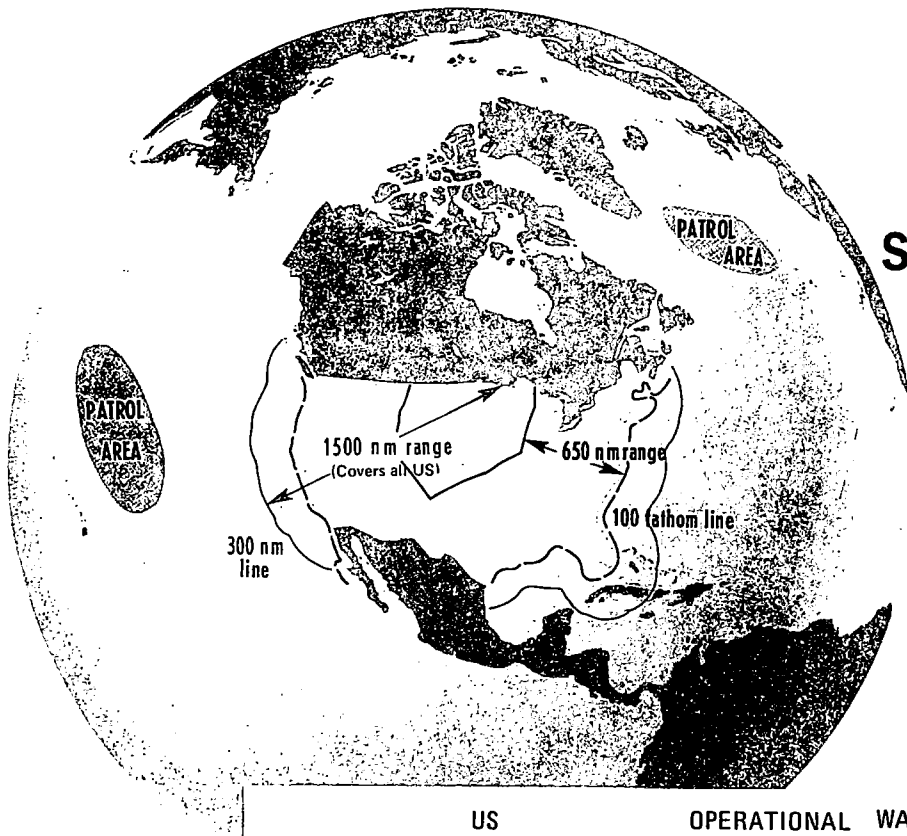 PATROL
AREA
S
PATROL
AREA
1500 nm range
(Covers all US)
650 nm range
100 fathom line
300 nm
line
US OPERATIONAL WA